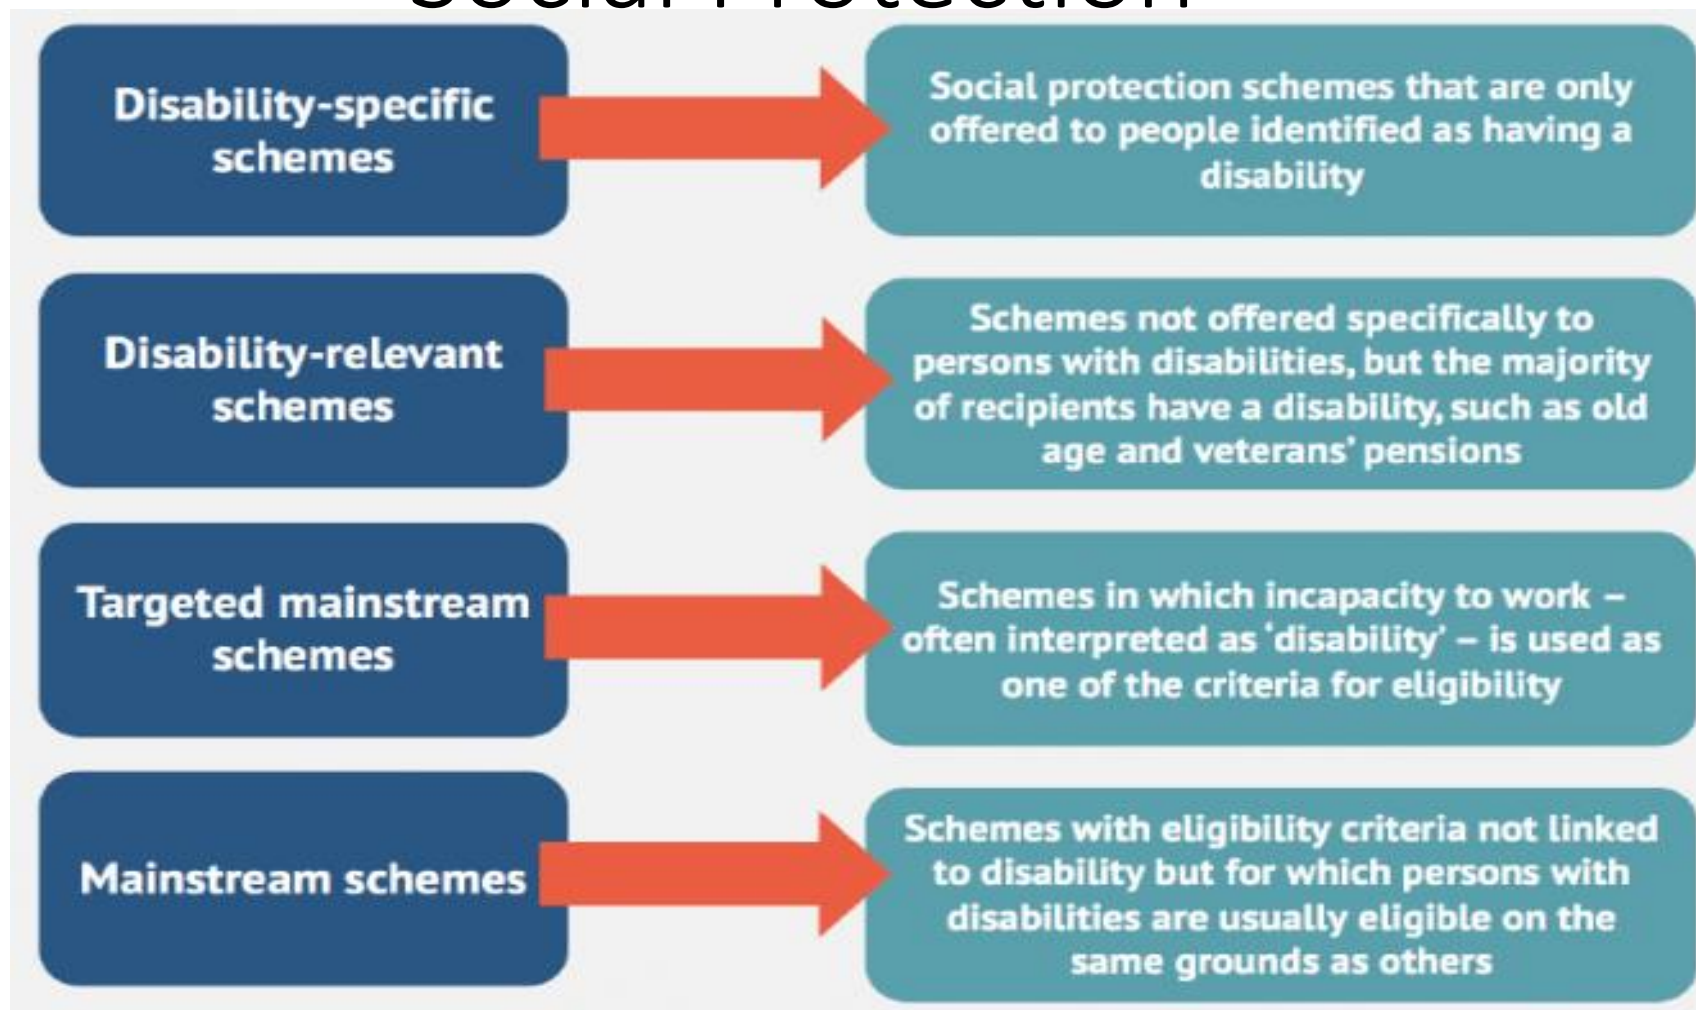 Social Protection
Disability-specific
schemes
Social protection schemes that are only
offered to people identified as having a
disability
Disability-relevant
schemes
Schemes not offered specifically to
persons with disabilities, but the majority
of recipients have a disability, such as old
age and veterans’ pensions
Targeted mainstream
schemes
Schemes in which incapacity to work –
often interpreted as ‘disability’ – is used as
one of the criteria for eligibility
Mainstream schemes
Schemes with eligibility criteria not linked
to disability but for which persons with
disabilities are usually eligible on the
same grounds as others